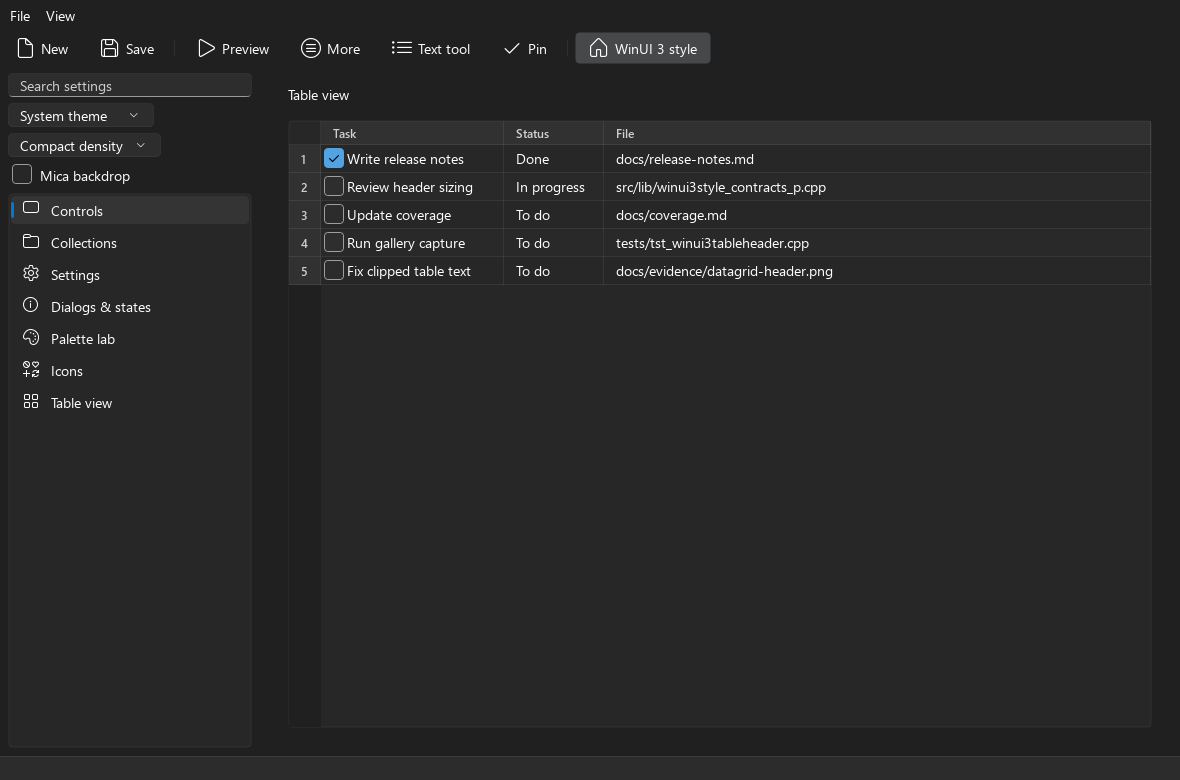 File View
New Save Preview More Text tool Pin WinUI 3 style
Search settings
System theme
Compact density
Mica backdrop
Controls
Collections
Settings
Dialogs & states
Palette lab
Icons
Table view
Table view
Task Status File
1 Write release notes Done docs/release-notes.md
2 Review header sizing In progress src/lib/winui3style_contracts_p.cpp
3 Update coverage To do docs/coverage.md
4 Run gallery capture To do tests/tst_winui3tableheader.cpp
5 Fix clipped table text To do docs/evidence/datagrid-header.png